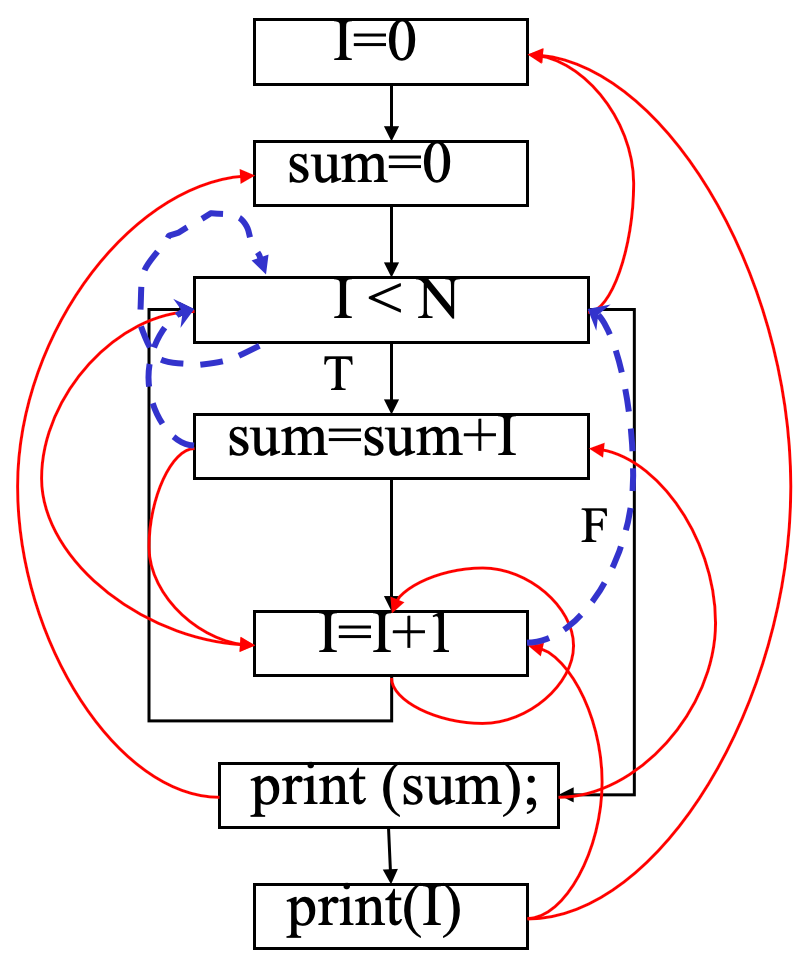 I=0
sum=0
I < N
T
sum=sum+I
F
I=I+1
print (sum);
print(I)